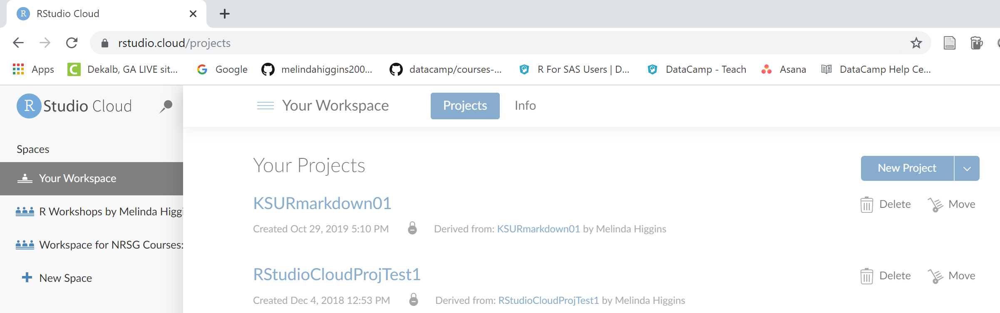 R RStudio Cloud
rstudio.cloud/projects
Apps C Dekalb, GA LIVE sit... Google melindahiggins200... datacamp/courses-... R For SAS Users | D... DataCamp - Teach Asana DataCamp Help Ce...
R Studio Cloud
Your Workspace Projects Info
Spaces
Your Workspace
R Workshops by Melinda Higgi
Workspace for NRSG Courses:
New Space
Your Projects
New Project
KSURmarkdown01
Delete Move
Created Oct 29, 2019 5:10 PM Derived from: KSURmarkdown01 by Melinda Higgins
RStudioCloudProjTest1
Delete Move
Created Dec 4, 2018 12:53 PM Derived from: RStudioCloudProjTest1 by Melinda Higgins